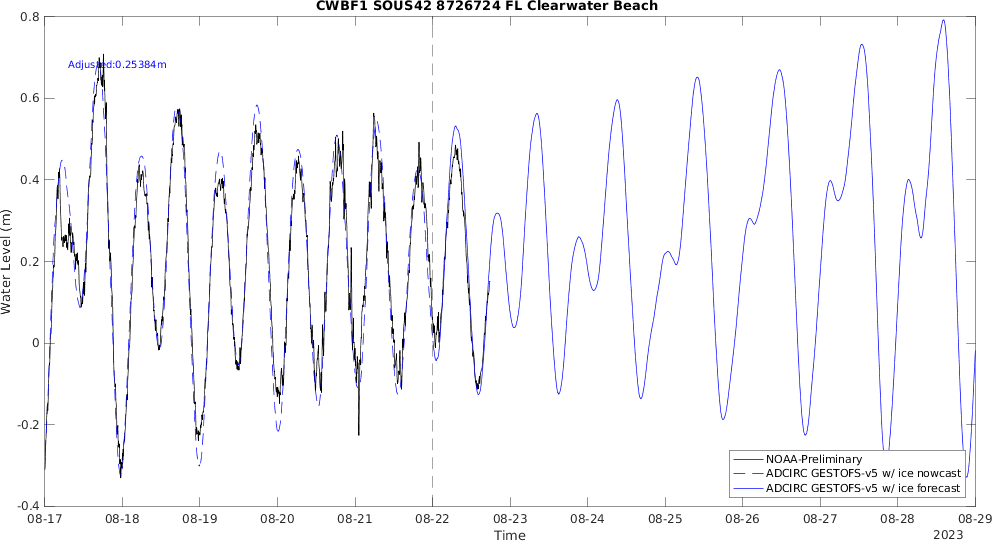 CWBF1 SOUS42 8726724 FL Clearwater Beach
Adjusted:0.25384m
Water Level (m)
0.8
0.6
0.4
0.2
0
-0.2
-0.4
NOAA-Preliminary
ADCIRC GESTOFS-v5 w/ ice nowcast
ADCIRC GESTOFS-v5 w/ ice forecast
08-17 08-18 08-19 08-20 08-21 08-22 08-23 08-24 08-25 08-26 08-27 08-28 08-29
Time
2023